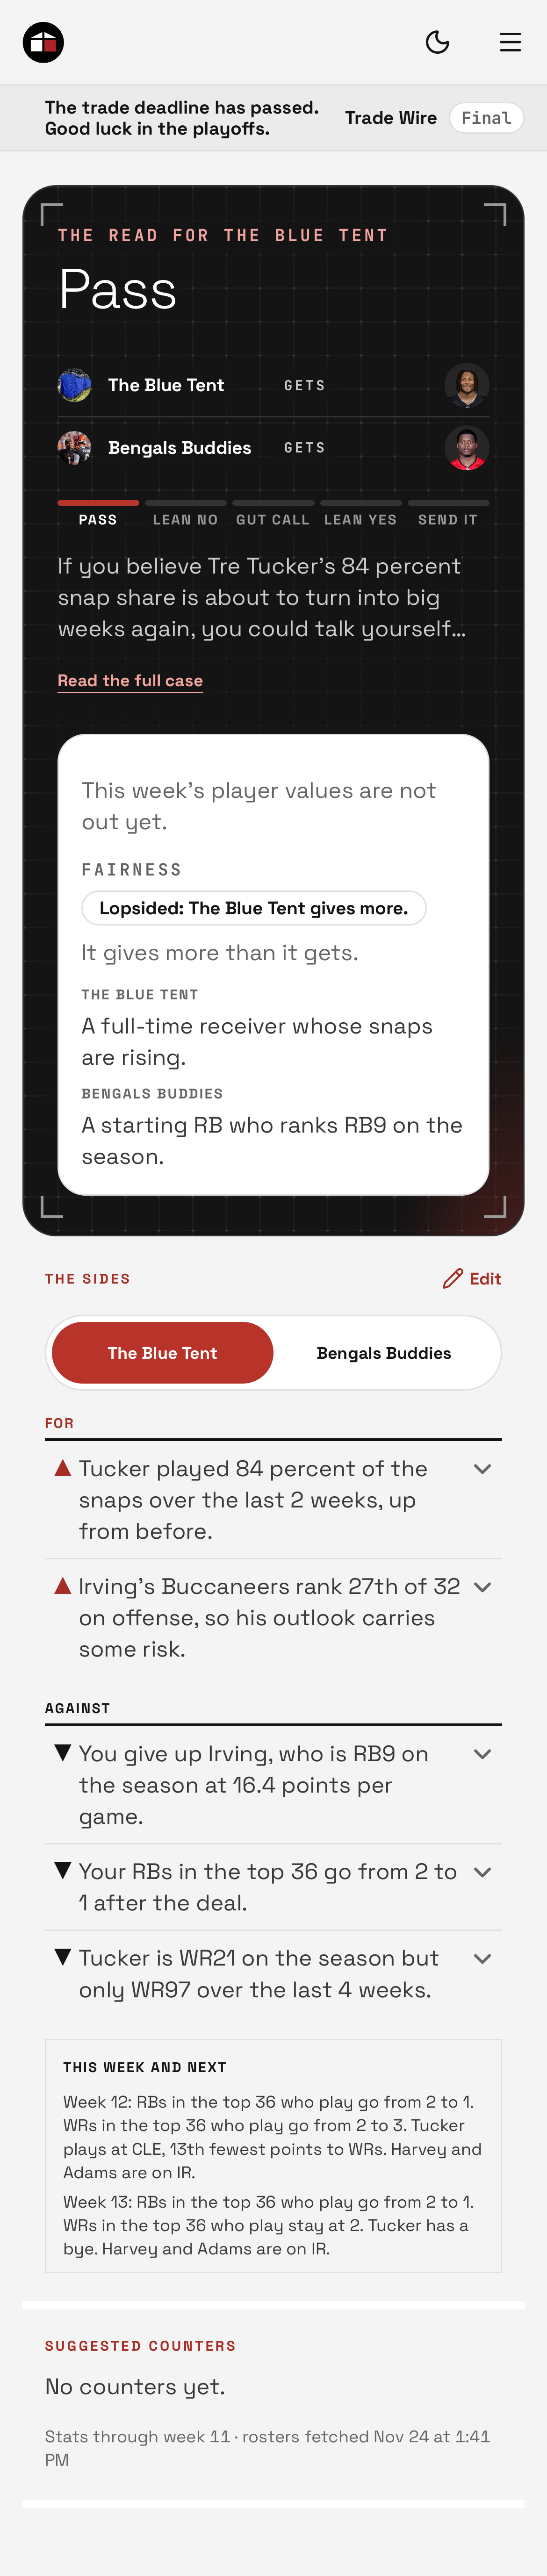 The trade deadline has passed.
Good luck in the playoffs.
Trade Wire
Final
THE READ FOR THE BLUE TENT
Pass
The Blue Tent GETS
Bengals Buddies GETS
PASS LEAN NO GUT CALL LEAN YES SEND IT
If you believe Tre Tucker's 84 percent
snap share is about to turn into big
weeks again, you could talk yourself...
Read the full case
This week's player values are not
out yet.
FAIRNESS
Lopsided: The Blue Tent gives more.
It gives more than it gets.
THE BLUE TENT
A full-time receiver whose snaps
are rising.
BENGALS BUDDIES
A starting RB who ranks RB9 on the
season.
THE SIDES
Edit
The Blue Tent
Bengals Buddies
FOR
Tucker played 84 percent of the
snaps over the last 2 weeks, up
from before.
Irving's Buccaneers rank 27th of 32
on offense, so his outlook carries
some risk.
AGAINST
You give up Irving, who is RB9 on
the season at 16.4 points per
game.
Your RBs in the top 36 go from 2 to
1 after the deal.
Tucker is WR21 on the season but
only WR97 over the last 4 weeks.
THIS WEEK AND NEXT
Week 12: RBs in the top 36 who play go from 2 to 1.
WRs in the top 36 who play go from 2 to 3. Tucker
plays at CLE, 13th fewest points to WRs. Harvey and
Adams are on IR.
Week 13: RBs in the top 36 who play go from 2 to 1.
WRs in the top 36 who play stay at 2. Tucker has a
bye. Harvey and Adams are on IR.
SUGGESTED COUNTERS
No counters yet.
Stats through week 11 · rosters fetched Nov 24 at 1:41
PM